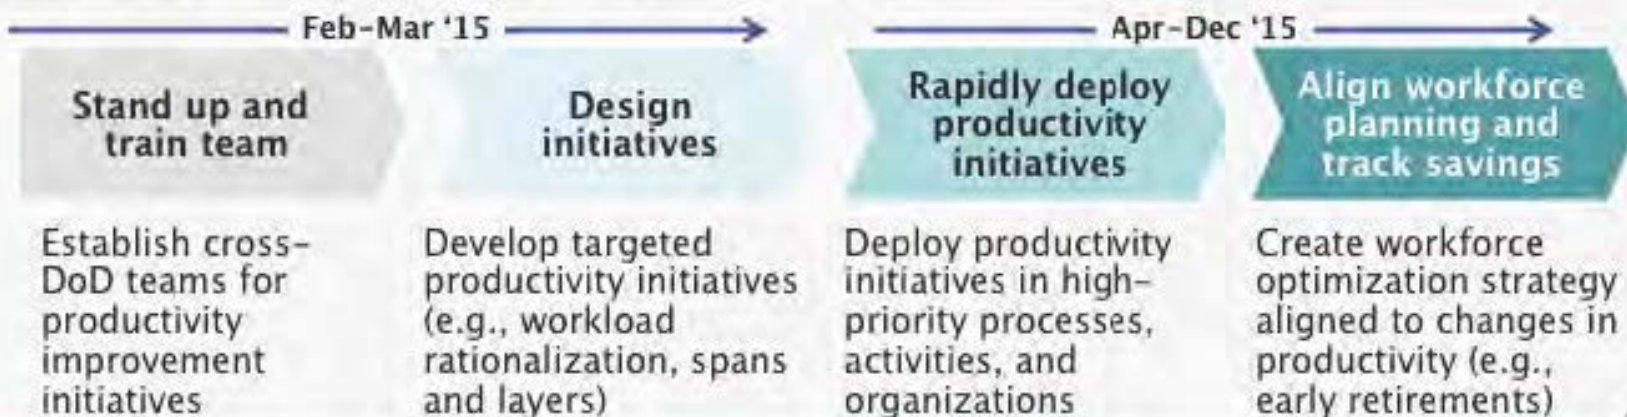 Feb-Mar ‘15
Apr-Dec ‘15
Stand up and
train team
Design
initiatives
Rapidly deploy
productivity
initiatives
Align workforce
planning and
track savings
Establish cross-
DoD teams for
productivity
improvement
initiatives
Develop targeted
productivity initiatives
(e.g., workload
rationalization, spans
and layers)
Deploy productivity
initiatives in high-
priority processes,
activities, and
organizations
Create workforce
optimization strategy
aligned to changes in
productivity (e.g.,
early retirements)